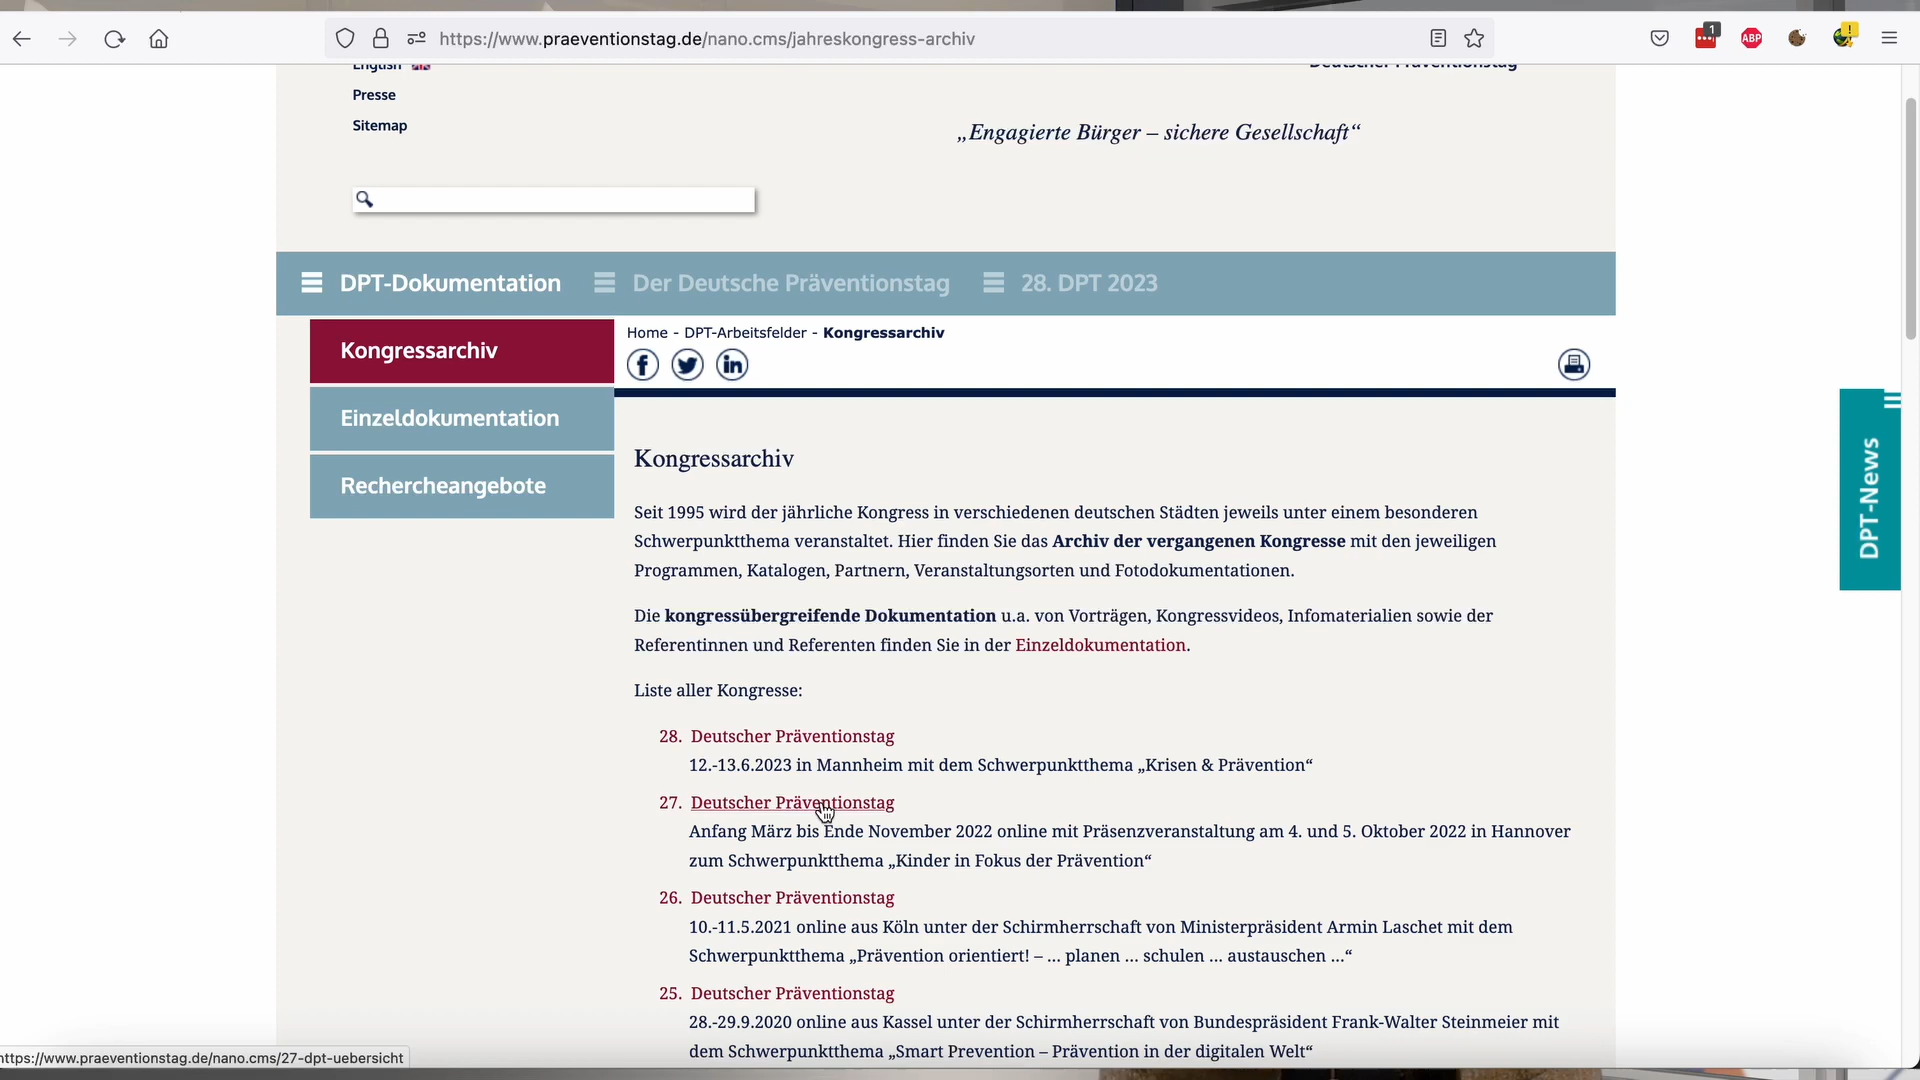 https://www.praeventionstag.de/nano.cms/jahreskongress-archiv
1
ABP
English
Deutscher Präventionstag
Presse
Sitemap
„Engagierte Bürger – sichere Gesellschaft“
DPT-Dokumentation
Der Deutsche Präventionstag
28. DPT 2023
Kongressarchiv
Einzeldokumentation
Rechercheangebote
Home - DPT-Arbeitsfelder - Kongressarchiv
DPT-News
Kongressarchiv
Seit 1995 wird der jährliche Kongress in verschiedenen deutschen Städten jeweils unter einem besonderen
Schwerpunktthema veranstaltet. Hier finden Sie das Archiv der vergangenen Kongresse mit den jeweiligen
Programmen, Katalogen, Partnern, Veranstaltungsorten und Fotodokumentationen.
Die kongressübergreifende Dokumentation u.a. von Vorträgen, Kongressvideos, Infomaterialien sowie der
Referentinnen und Referenten finden Sie in der Einzeldokumentation.
Liste aller Kongresse:
28. Deutscher Präventionstag
12.-13.6.2023 in Mannheim mit dem Schwerpunktthema „Krisen & Prävention“
27. Deutscher Präventionstag
Anfang März bis Ende November 2022 online mit Präsenzveranstaltung am 4. und 5. Oktober 2022 in Hannover
zum Schwerpunktthema „Kinder in Fokus der Prävention“
26. Deutscher Präventionstag
10.-11.5.2021 online aus Köln unter der Schirmherrschaft von Ministerpräsident Armin Laschet mit dem
Schwerpunktthema „Prävention orientiert! – ... planen ... schulen ... austauschen ...“
25. Deutscher Präventionstag
28.-29.9.2020 online aus Kassel unter der Schirmherrschaft von Bundespräsident Frank-Walter Steinmeier mit
dem Schwerpunktthema „Smart Prevention – Prävention in der digitalen Welt“
https://www.praeventionstag.de/nano.cms/27-dpt-uebersicht